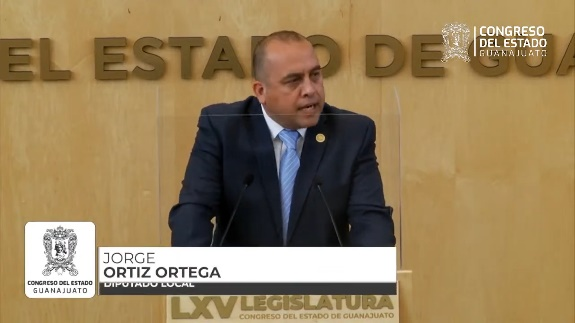 CONGRESO
DEL ESTADO
GUANAJUATO
EL ESTADO DE GUA
JORGE
ORTIZ ORTEGA
DIPUTADO LOCAL
CONGRESO DEL ESTADO
GUANAJUATO
LXV LEGISLATURA
CONGRESO DEL ESTADO DE GUANAJUATO